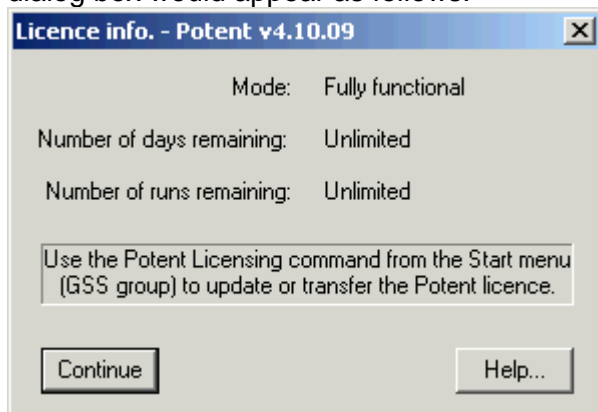 dialog box would appear as follows:
Licence info. - Potent v4.10.09
Mode: Fully functional
Number of days remaining: Unlimited
Number of runs remaining: Unlimited
Use the Potent Licensing command from the Start menu
(GSS group) to update or transfer the Potent licence.
Continue Help...